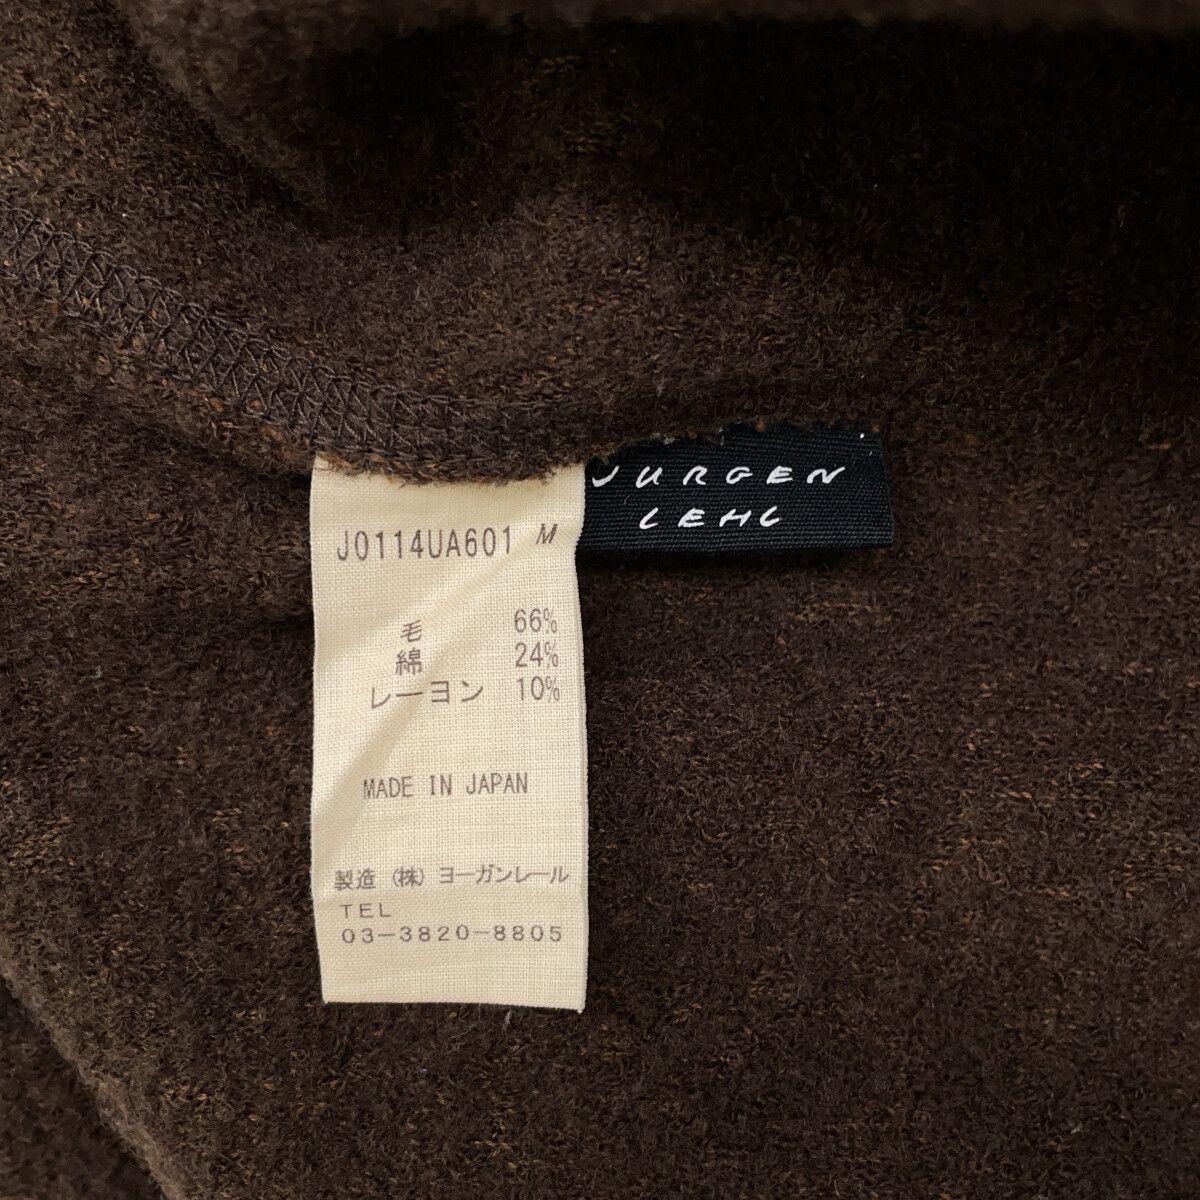 JURGEN
LEHL
J0114UA601 M
毛 66%
綿 24%
レーヨン 10%
MADE IN JAPAN
製造 (株) ヨーガンレール
TEL
03-3820-8805